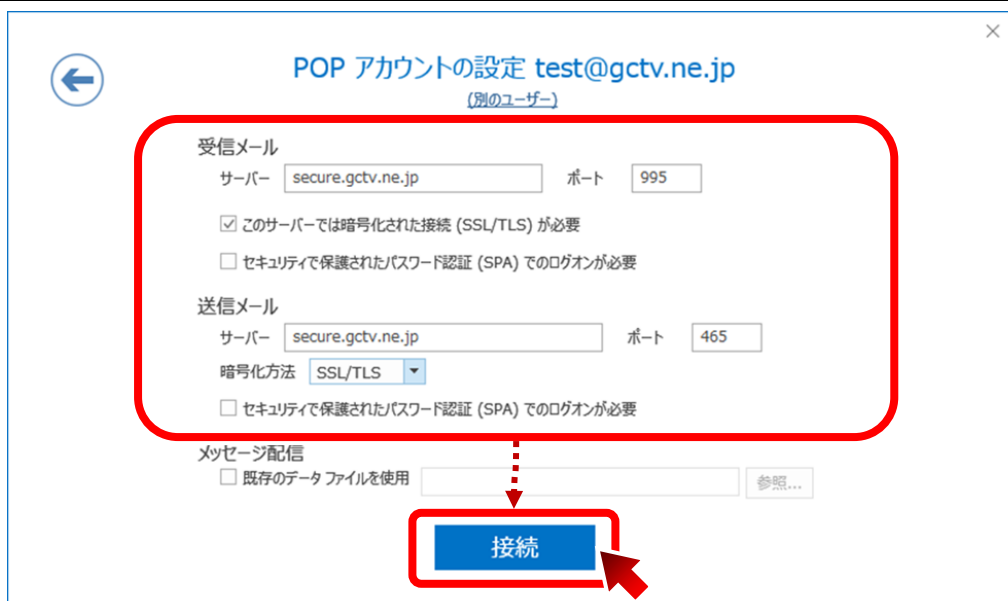 POP アカウントの設定 test@gctv.ne.jp
(別のユーザー)
受信メール
サーバー secure.gctv.ne.jp ポート 995
このサーバーでは暗号化された接続 (SSL/TLS) が必要
セキュリティで保護されたパスワード認証 (SPA) でのログオンが必要
送信メール
サーバー secure.gctv.ne.jp ポート 465
暗号化方法 SSL/TLS
セキュリティで保護されたパスワード認証 (SPA) でのログオンが必要
メッセージ配信
既存のデータ ファイルを使用 参照...
接続